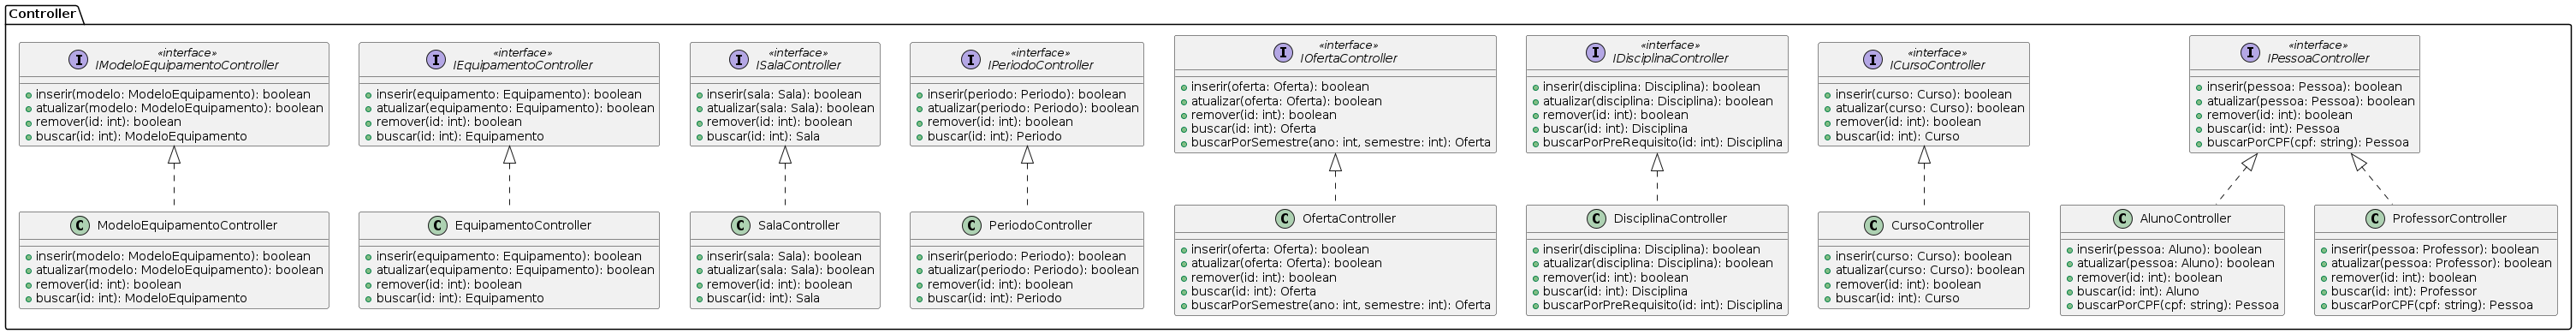 Controller
«interface»
IModeloEquipamentoController
inserir(modelo: ModeloEquipamento): boolean
atualizar(modelo: ModeloEquipamento): boolean
remover(id: int): boolean
buscar(id: int): ModeloEquipamento
«interface»
IEquipamentoController
inserir(equipamento: Equipamento): boolean
atualizar(equipamento: Equipamento): boolean
remover(id: int): boolean
buscar(id: int): Equipamento
«interface»
ISalaController
inserir(sala: Sala): boolean
atualizar(sala: Sala): boolean
remover(id: int): boolean
buscar(id: int): Sala
«interface»
IPeriodoController
inserir(periodo: Periodo): boolean
atualizar(periodo: Periodo): boolean
remover(id: int): boolean
buscar(id: int): Periodo
«interface»
IOfertaController
inserir(oferta: Oferta): boolean
atualizar(oferta: Oferta): boolean
remover(id: int): boolean
buscar(id: int): Oferta
buscarPorSemestre(ano: int, semestre: int): Oferta
«interface»
IDisciplinaController
inserir(disciplina: Disciplina): boolean
atualizar(disciplina: Disciplina): boolean
remover(id: int): boolean
buscar(id: int): Disciplina
buscarPorPreRequisito(id: int): Disciplina
«interface»
ICursoController
inserir(curso: Curso): boolean
atualizar(curso: Curso): boolean
remover(id: int): boolean
buscar(id: int): Curso
«interface»
IPessoaController
inserir(pessoa: Pessoa): boolean
atualizar(pessoa: Pessoa): boolean
remover(id: int): boolean
buscar(id: int): Pessoa
buscarPorCPF(cpf: string): Pessoa
ModeloEquipamentoController
inserir(modelo: ModeloEquipamento): boolean
atualizar(modelo: ModeloEquipamento): boolean
remover(id: int): boolean
buscar(id: int): ModeloEquipamento
EquipamentoController
inserir(equipamento: Equipamento): boolean
atualizar(equipamento: Equipamento): boolean
remover(id: int): boolean
buscar(id: int): Equipamento
SalaController
inserir(sala: Sala): boolean
atualizar(sala: Sala): boolean
remover(id: int): boolean
buscar(id: int): Sala
PeriodoController
inserir(periodo: Periodo): boolean
atualizar(periodo: Periodo): boolean
remover(id: int): boolean
buscar(id: int): Periodo
OfertaController
inserir(oferta: Oferta): boolean
atualizar(oferta: Oferta): boolean
remover(id: int): boolean
buscar(id: int): Oferta
buscarPorSemestre(ano: int, semestre: int): Oferta
DisciplinaController
inserir(disciplina: Disciplina): boolean
atualizar(disciplina: Disciplina): boolean
remover(id: int): boolean
buscar(id: int): Disciplina
buscarPorPreRequisito(id: int): Disciplina
CursoController
inserir(curso: Curso): boolean
atualizar(curso: Curso): boolean
remover(id: int): boolean
buscar(id: int): Curso
AlunoController
inserir(pessoa: Aluno): boolean
atualizar(pessoa: Aluno): boolean
remover(id: int): boolean
buscar(id: int): Aluno
buscarPorCPF(cpf: string): Pessoa
ProfessorController
inserir(pessoa: Professor): boolean
atualizar(pessoa: Professor): boolean
remover(id: int): boolean
buscar(id: int): Professor
buscarPorCPF(cpf: string): Pessoa